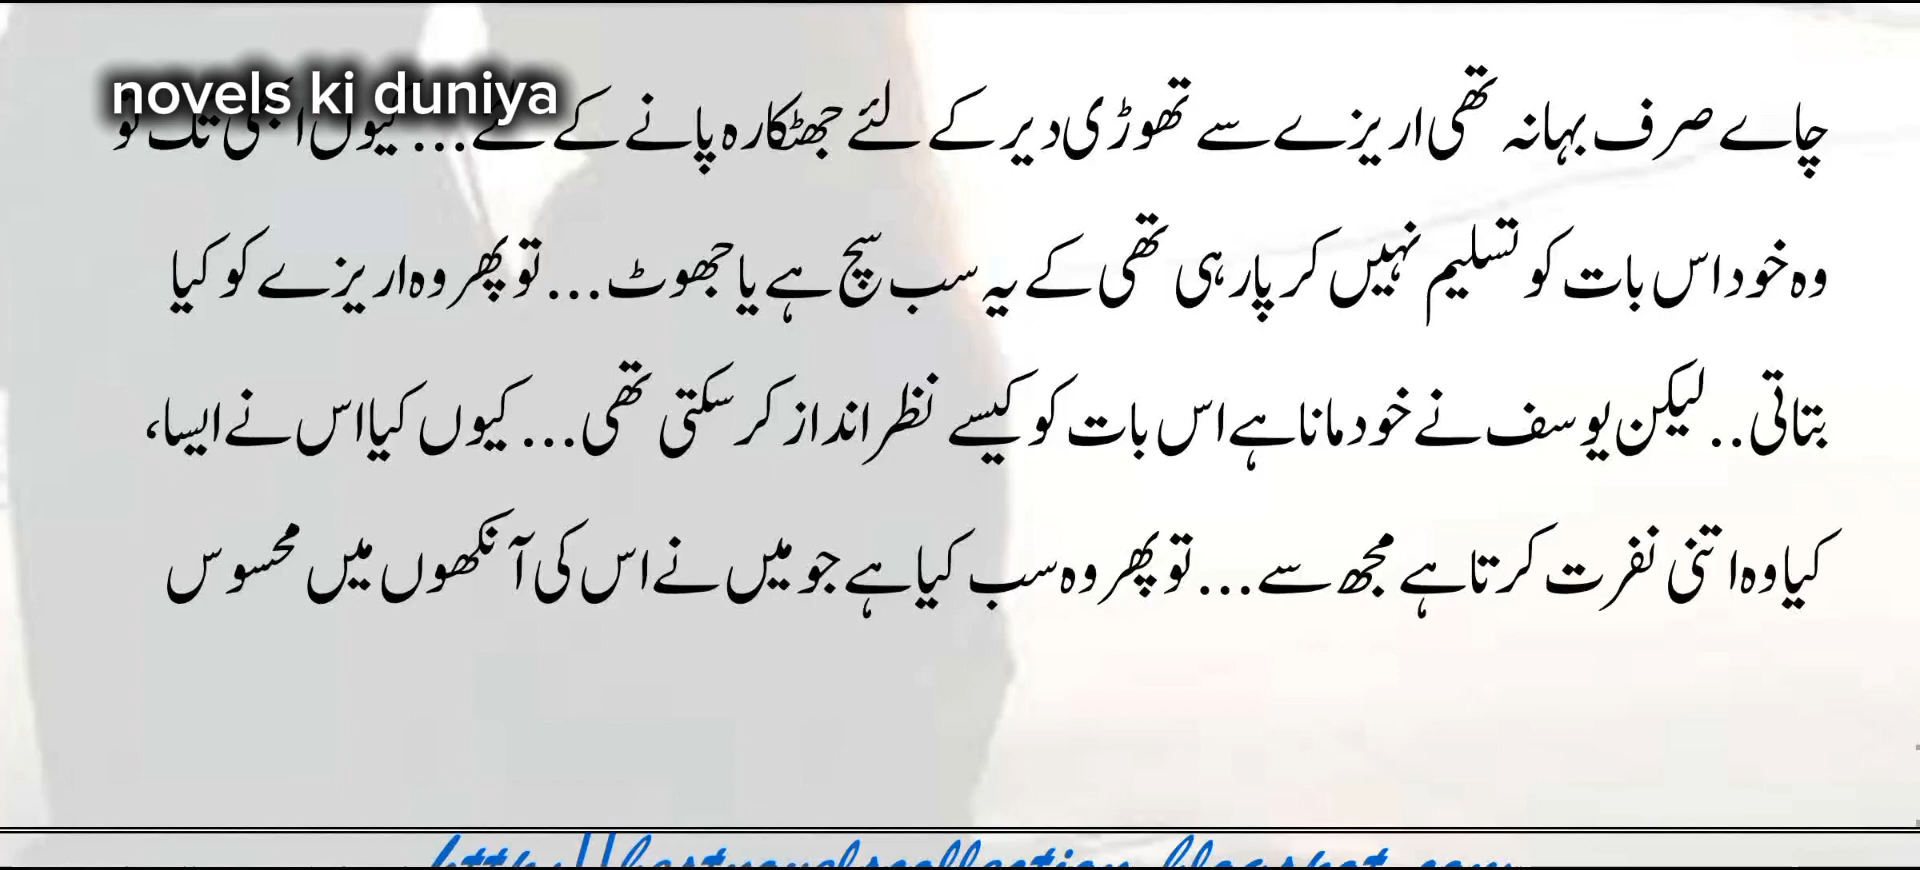 novels ki duniya
چاے صرف بہانہ تھی اریزے سے تھوڑی دیر کے لئے جھٹکارہ پانے کے لئے... کیوں ابھی تک تو
وہ خود اس بات کو تسلیم نہیں کر پار ہی تھی کے یہ سب سچ ہے یا جھوٹ... تو پھر وہ اریزے کو کیا
بتاتی.. لیکن یوسف نے خود مانا ہے اس بات کو کیسے نظر انداز کر سکتی تھی... کیوں کیا اس نے ایسا،
کیا وہ اتنی نفرت کرتا ہے مجھ سے... تو پھر وہ سب کیا ہے جو میں نے اس کی آنکھوں میں محسوس